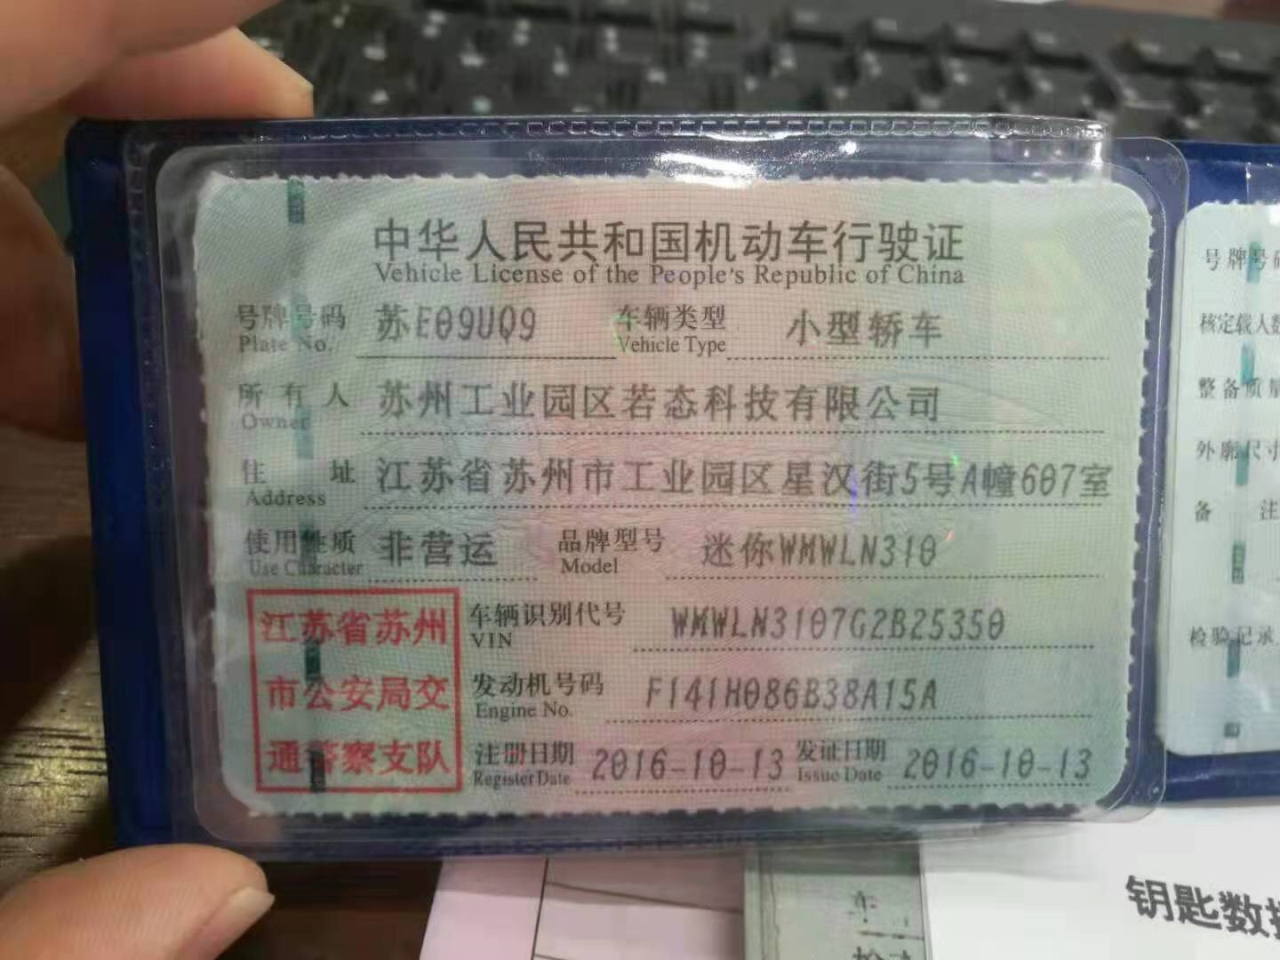 中华人民共和国机动车行驶证
Vehicle License of the People's Republic of China
号牌号码 苏E09UQ9 车辆类型 小型轿车
Plate No. Vehicle Type
所有人 苏州工业园区若态科技有限公司
Owner
住址 江苏省苏州市工业园区星汉街5号A幢607室
Address
使用性质 非营运 品牌型号 迷你WMWLN310
Use Character Model
江苏省苏州
市公安局交
通警察支队
车辆识别代号 WMWLN3107G2B25350
VIN
发动机号码 F141H086B38A15A
Engine No.
注册日期 2016-10-13 发证日期 2016-10-13
Register Date Issue Date
号牌号码
核定载人数
整备质量
外廓尺寸
备注
检验记录
车
钥匙数据